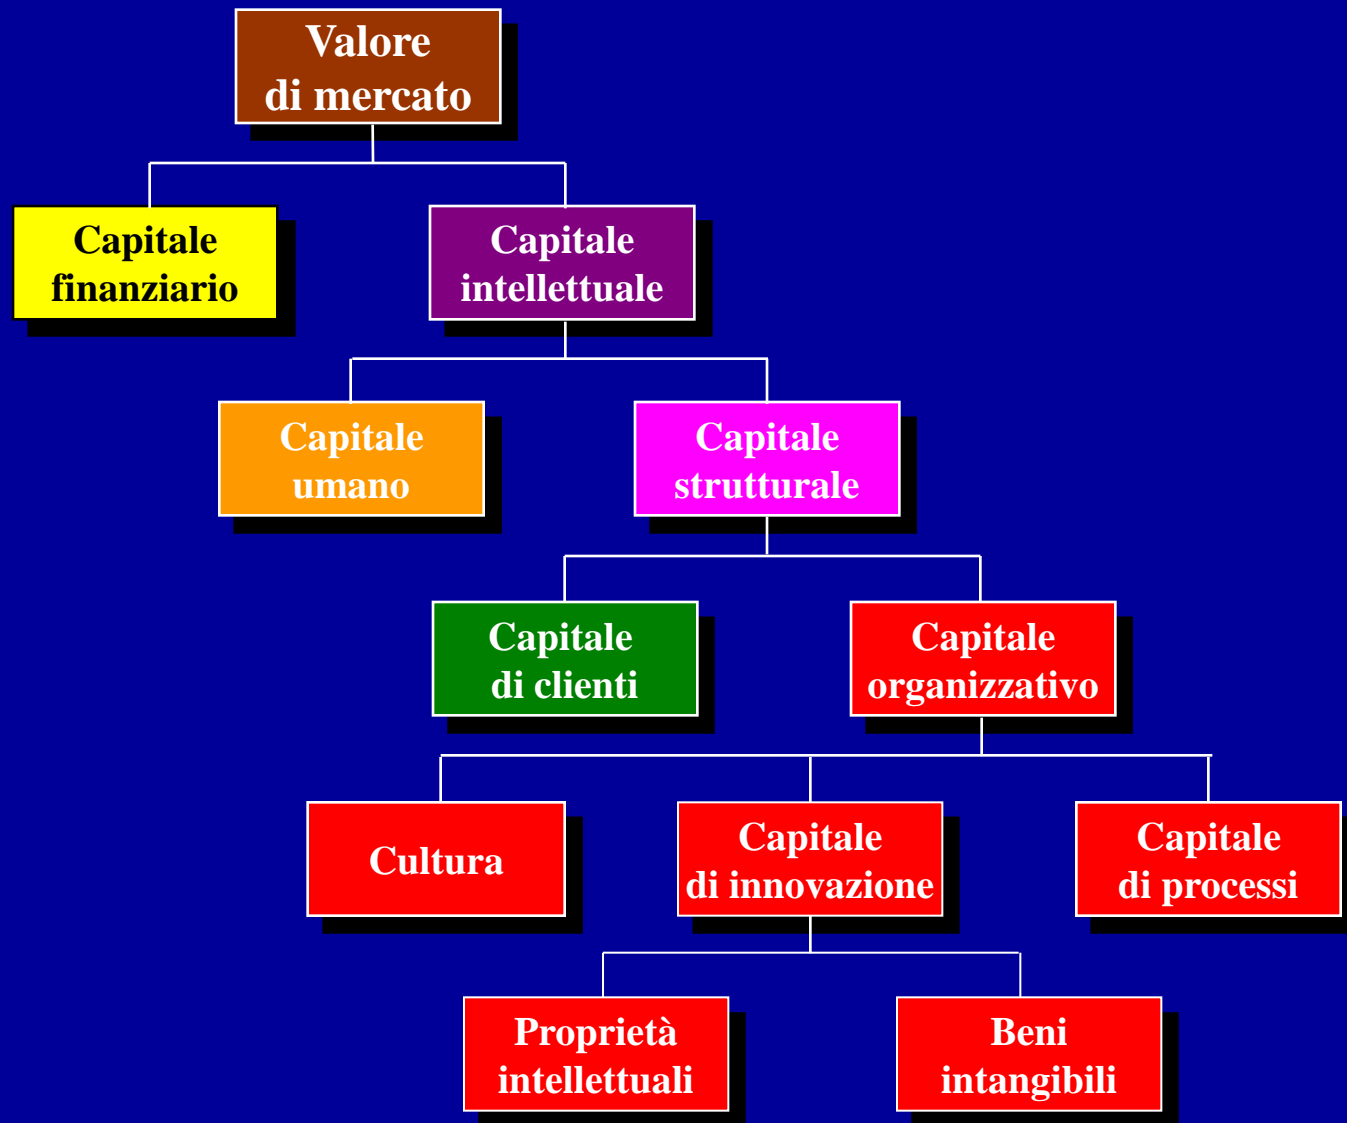 Valore
di mercato
Capitale
finanziario
Capitale
intellettuale
Capitale
umano
Capitale
strutturale
Capitale
di clienti
Capitale
organizzativo
Cultura
Capitale
di innovazione
Capitale
di processi
Proprietà
intellettuali
Beni
intangibili